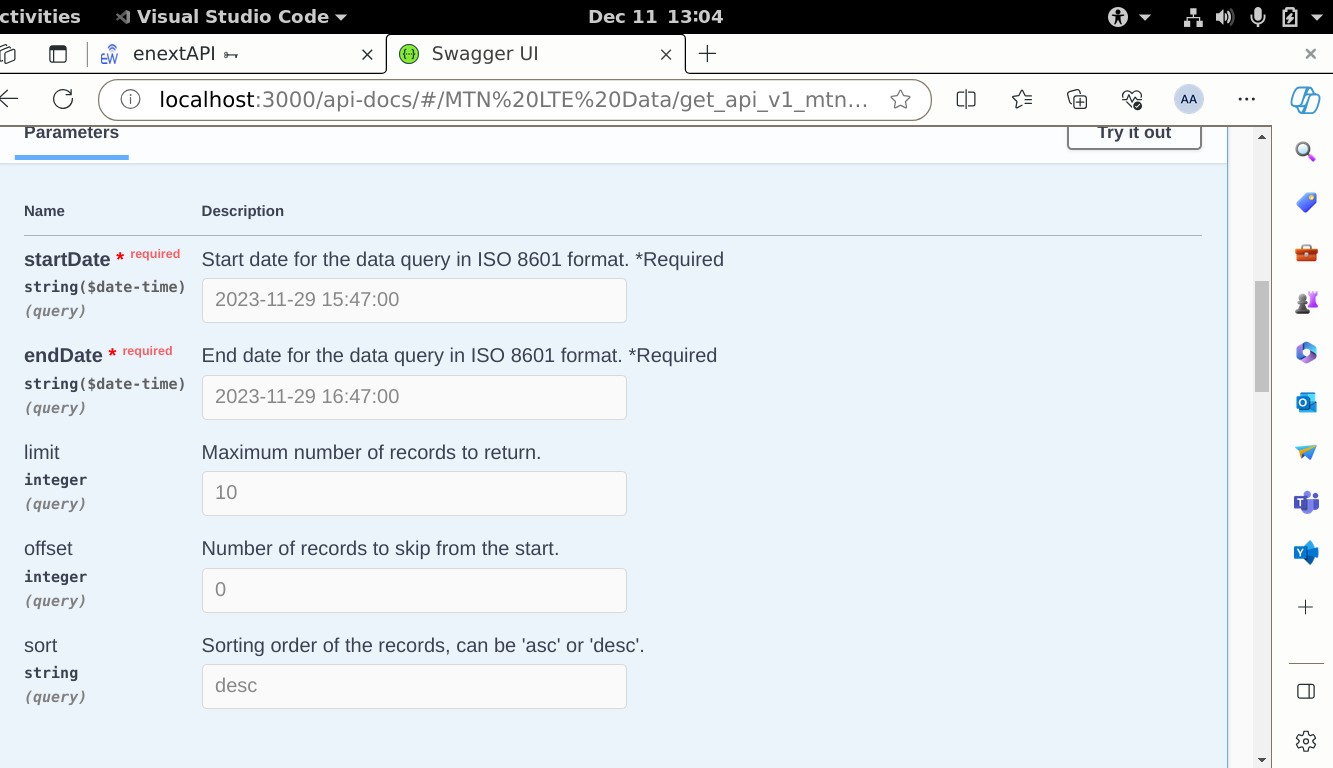 ctivities
Visual Studio Code
Dec 11 13:04
EW
enextAPI
Swagger UI
localhost:3000/api-docs/#/MTN%20LTE%20Data/get_api_v1_mtn...
AA
Parameters
Try it out
Name
Description
startDate * required
Start date for the data query in ISO 8601 format. *Required
string($date-time)
(query)
2023-11-29 15:47:00
endDate * required
End date for the data query in ISO 8601 format. *Required
string($date-time)
(query)
2023-11-29 16:47:00
limit
Maximum number of records to return.
integer
(query)
10
offset
Number of records to skip from the start.
integer
(query)
0
sort
Sorting order of the records, can be 'asc' or 'desc'.
string
(query)
desc